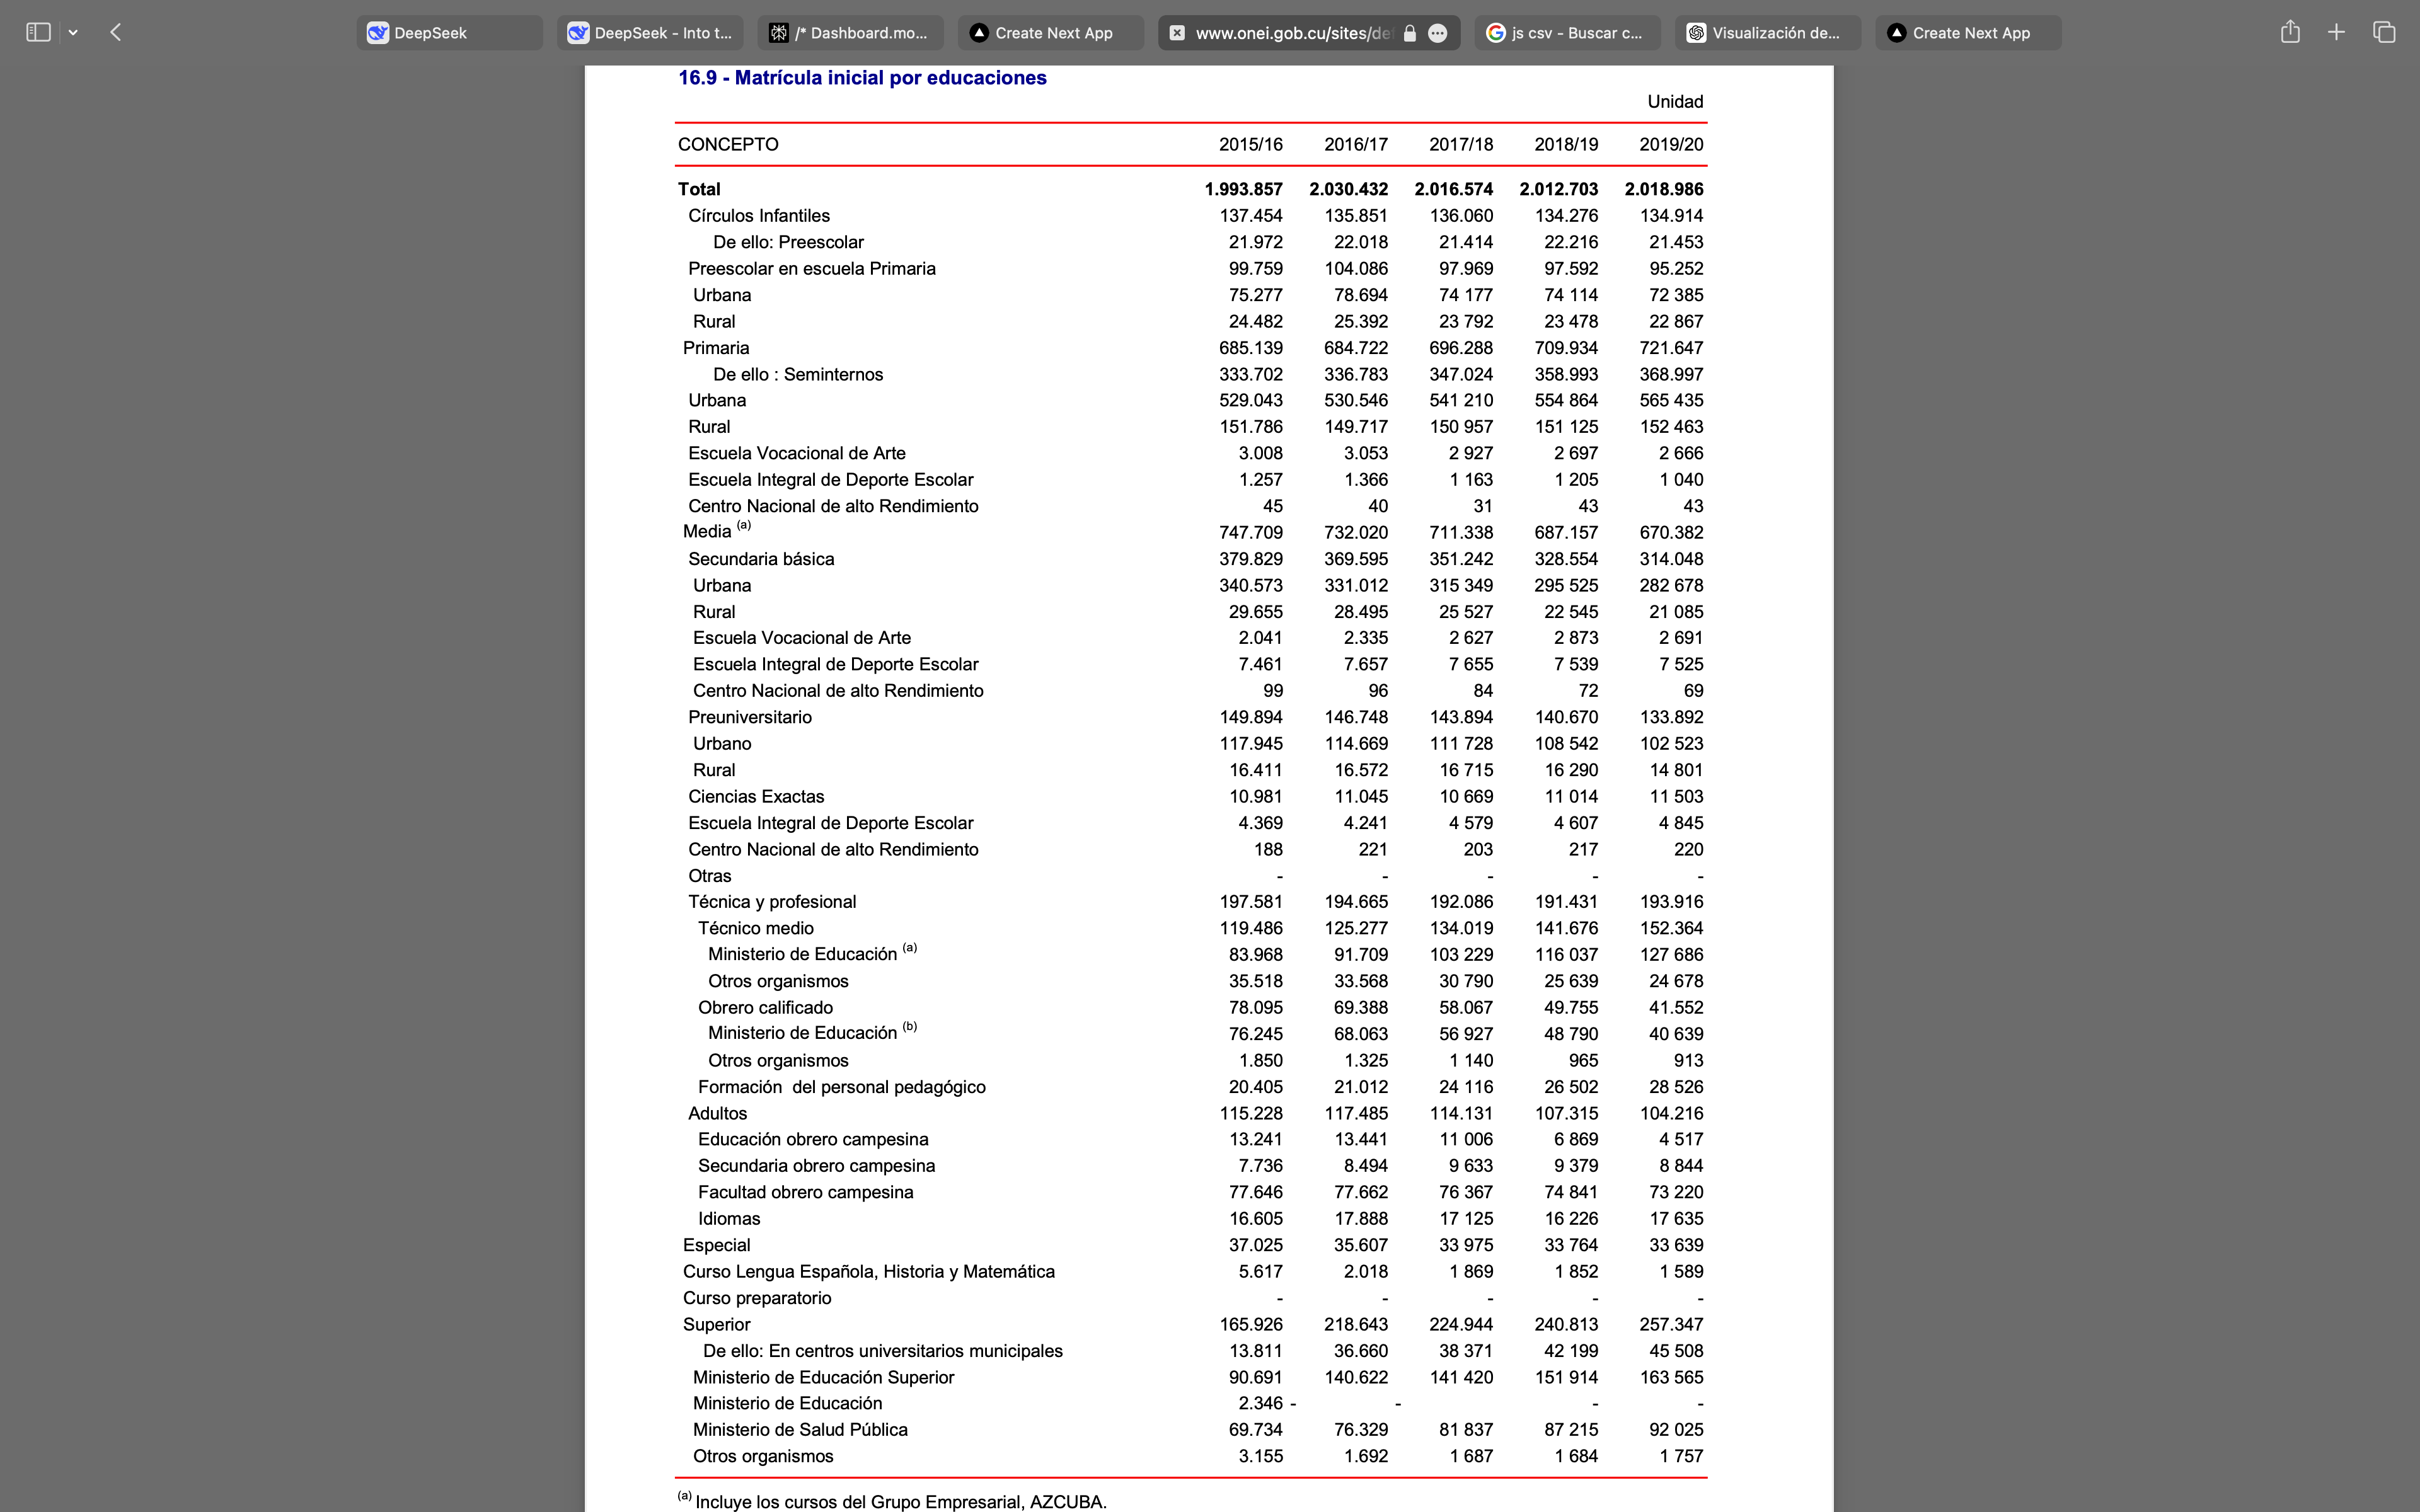 DeepSeek DeepSeek - Into t... /* Dashboard.mo... Create Next App www.onei.gob.cu/sites/def js csv - Buscar c... Visualización de... Create Next App
16.9 - Matrícula inicial por educaciones
Unidad
CONCEPTO 2015/16 2016/17 2017/18 2018/19 2019/20
Total 1.993.857 2.030.432 2.016.574 2.012.703 2.018.986
Círculos Infantiles 137.454 135.851 136.060 134.276 134.914
De ello: Preescolar 21.972 22.018 21.414 22.216 21.453
Preescolar en escuela Primaria 99.759 104.086 97.969 97.592 95.252
Urbana 75.277 78.694 74 177 74 114 72 385
Rural 24.482 25.392 23 792 23 478 22 867
Primaria 685.139 684.722 696.288 709.934 721.647
De ello : Seminternos 333.702 336.783 347.024 358.993 368.997
Urbana 529.043 530.546 541 210 554 864 565 435
Rural 151.786 149.717 150 957 151 125 152 463
Escuela Vocacional de Arte 3.008 3.053 2 927 2 697 2 666
Escuela Integral de Deporte Escolar 1.257 1.366 1 163 1 205 1 040
Centro Nacional de alto Rendimiento 45 40 31 43 43
Media (a) 747.709 732.020 711.338 687.157 670.382
Secundaria básica 379.829 369.595 351.242 328.554 314.048
Urbana 340.573 331.012 315 349 295 525 282 678
Rural 29.655 28.495 25 527 22 545 21 085
Escuela Vocacional de Arte 2.041 2.335 2 627 2 873 2 691
Escuela Integral de Deporte Escolar 7.461 7.657 7 655 7 539 7 525
Centro Nacional de alto Rendimiento 99 96 84 72 69
Preuniversitario 149.894 146.748 143.894 140.670 133.892
Urbano 117.945 114.669 111 728 108 542 102 523
Rural 16.411 16.572 16 715 16 290 14 801
Ciencias Exactas 10.981 11.045 10 669 11 014 11 503
Escuela Integral de Deporte Escolar 4.369 4.241 4 579 4 607 4 845
Centro Nacional de alto Rendimiento 188 221 203 217 220
Otras - - - - -
Técnica y profesional 197.581 194.665 192.086 191.431 193.916
Técnico medio 119.486 125.277 134.019 141.676 152.364
Ministerio de Educación (a) 83.968 91.709 103 229 116 037 127 686
Otros organismos 35.518 33.568 30 790 25 639 24 678
Obrero calificado 78.095 69.388 58.067 49.755 41.552
Ministerio de Educación (b) 76.245 68.063 56 927 48 790 40 639
Otros organismos 1.850 1.325 1 140 965 913
Formación  del personal pedagógico 20.405 21.012 24 116 26 502 28 526
Adultos 115.228 117.485 114.131 107.315 104.216
Educación obrero campesina 13.241 13.441 11 006 6 869 4 517
Secundaria obrero campesina 7.736 8.494 9 633 9 379 8 844
Facultad obrero campesina 77.646 77.662 76 367 74 841 73 220
Idiomas 16.605 17.888 17 125 16 226 17 635
Especial 37.025 35.607 33 975 33 764 33 639
Curso Lengua Española, Historia y Matemática 5.617 2.018 1 869 1 852 1 589
Curso preparatorio - - - - -
Superior 165.926 218.643 224.944 240.813 257.347
De ello: En centros universitarios municipales 13.811 36.660 38 371 42 199 45 508
Ministerio de Educación Superior 90.691 140.622 141 420 151 914 163 565
Ministerio de Educación 2.346 - - - -
Ministerio de Salud Pública 69.734 76.329 81 837 87 215 92 025
Otros organismos 3.155 1.692 1 687 1 684 1 757
(a) Incluye los cursos del Grupo Empresarial, AZCUBA.